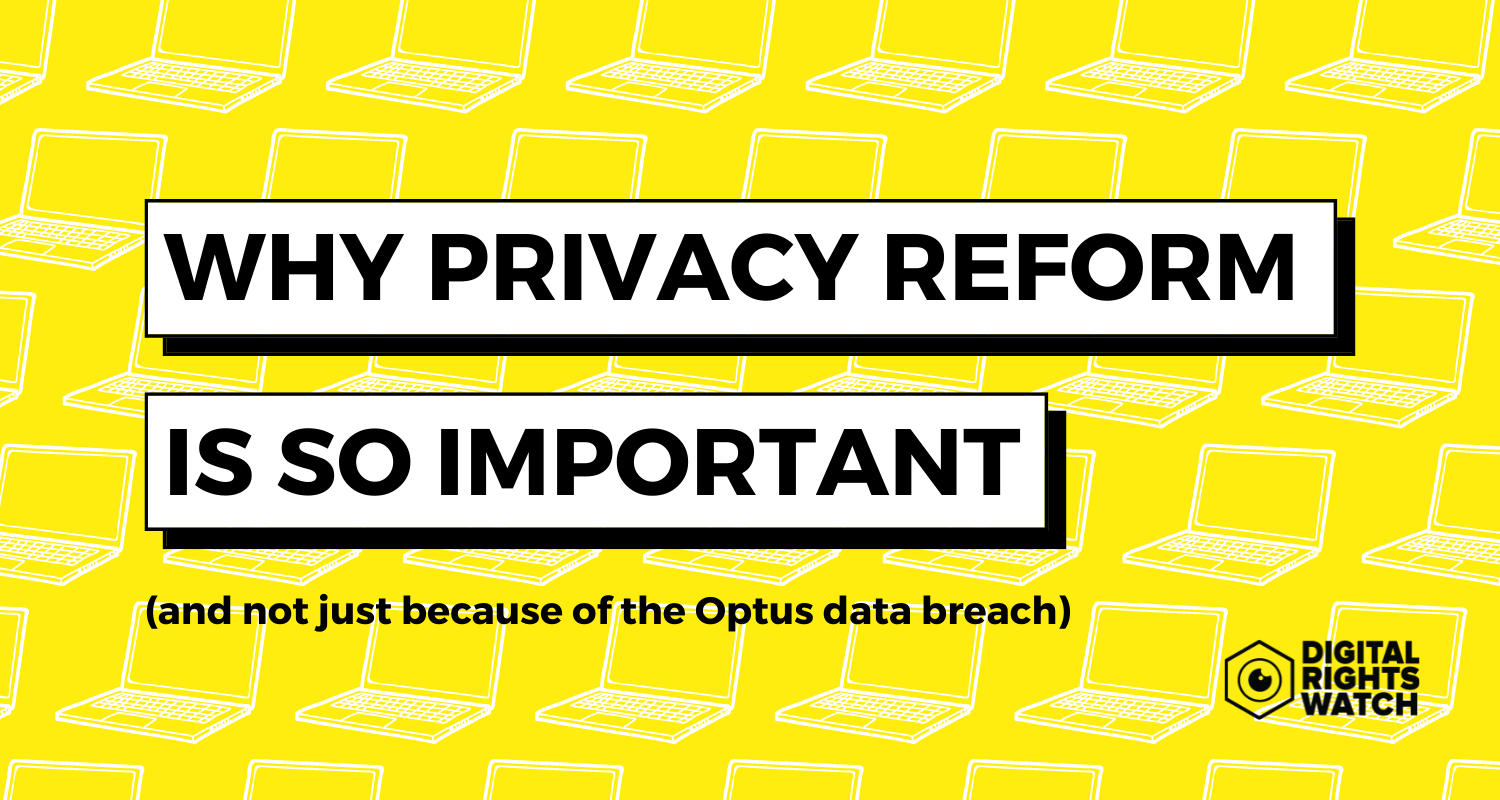 WHY PRIVACY REFORM
IS SO IMPORTANT
(and not just because of the Optus data breach)
DIGITAL
RIGHTS
WATCH